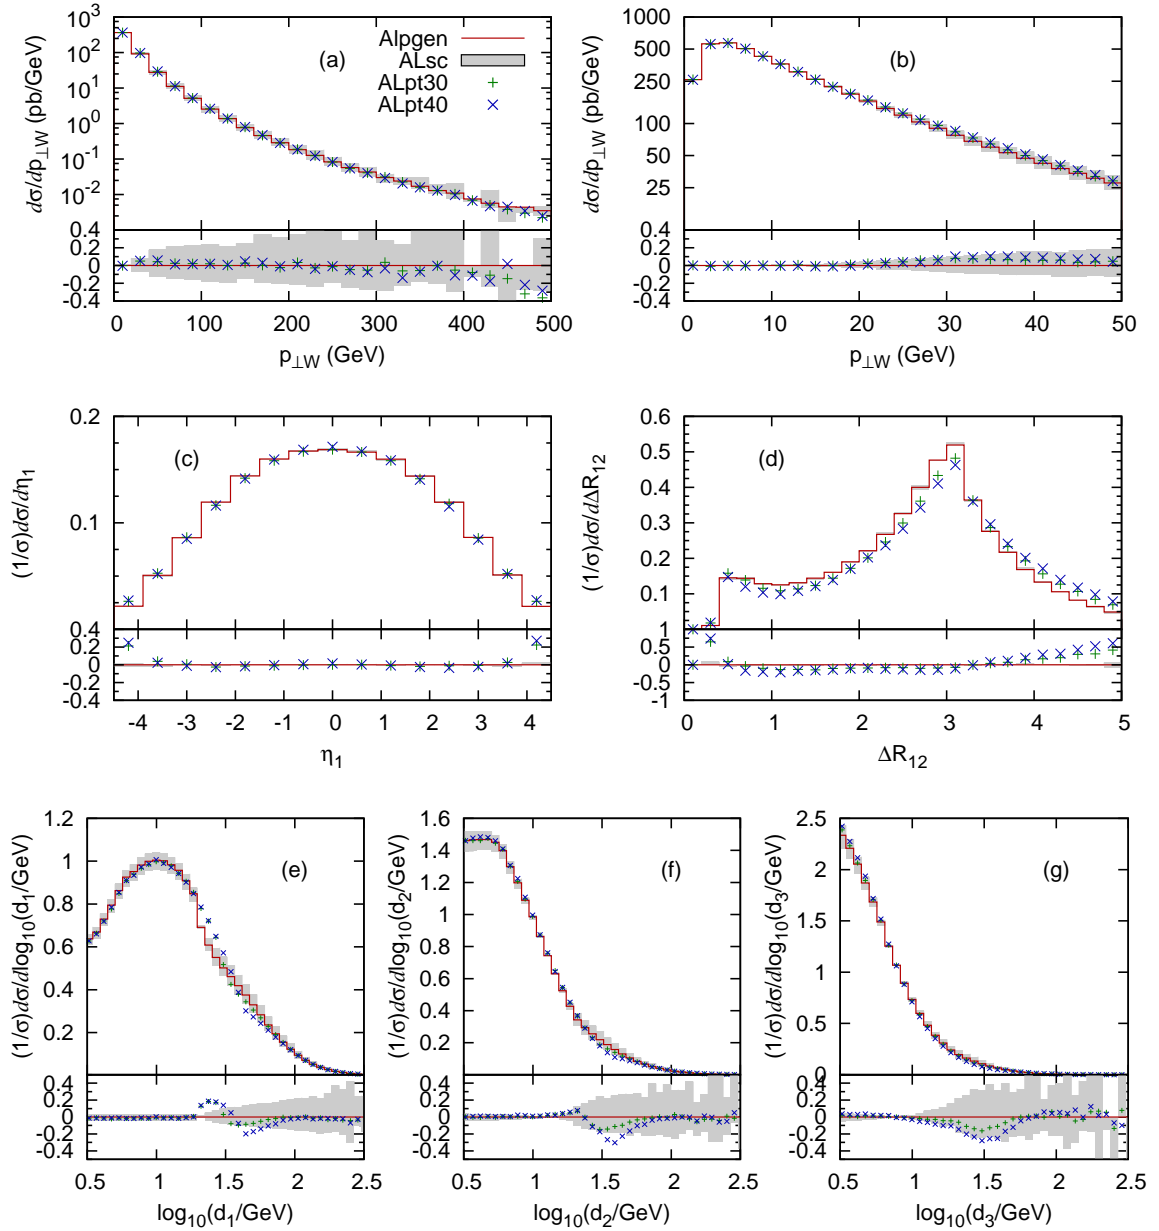 Alpgen
ALsc
ALpt30
ALpt40
(a)
dσ/dp⊥W (pb/GeV)
10³
10²
10¹
10⁰
10⁻¹
10⁻²
0.4
0.2
0
-0.2
-0.4
0 100 200 300 400 500
p⊥W (GeV)
(b)
dσ/dp⊥W (pb/GeV)
1000
500
250
100
50
25
0.4
0.2
0
-0.2
-0.4
0 10 20 30 40 50
p⊥W (GeV)
(c)
(1/σ)dσ/dη₁
0.2
0.1
0.4
0.2
0
-0.2
-0.4
-4 -3 -2 -1 0 1 2 3 4
η₁
(d)
(1/σ)dσ/dΔR₁₂
0.6
0.5
0.4
0.3
0.2
0.1
1
0.5
0
-0.5
-1
0 1 2 3 4 5
ΔR₁₂
(e)
(1/σ)dσ/dlog₁₀(d₁/GeV)
1.2
1
0.8
0.6
0.4
0.2
0.4
0.2
0
-0.2
-0.4
0.5 1 1.5 2 2.5
log₁₀(d₁/GeV)
(f)
(1/σ)dσ/dlog₁₀(d₂/GeV)
1.6
1.4
1.2
1
0.8
0.6
0.4
0.2
0.4
0.2
0
-0.2
-0.4
0.5 1 1.5 2 2.5
log₁₀(d₂/GeV)
(g)
(1/σ)dσ/dlog₁₀(d₃/GeV)
2.5
2
1.5
1
0.5
0
0.4
0.2
0
-0.2
-0.4
0.5 1 1.5 2 2.5
log₁₀(d₃/GeV)